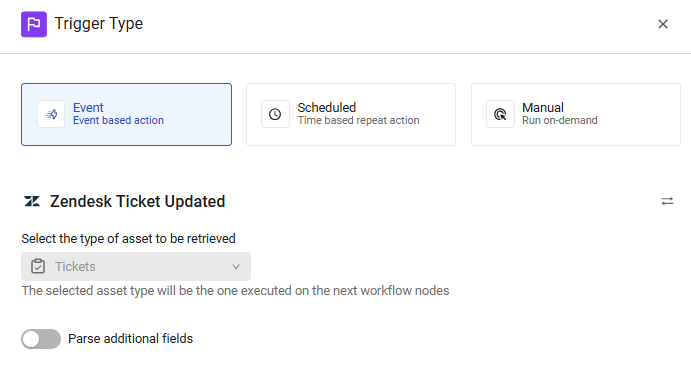 Trigger Type
Event
Event based action
Scheduled
Time based repeat action
Manual
Run on-demand
Zendesk Ticket Updated
Select the type of asset to be retrieved
Tickets
The selected asset type will be the one executed on the next workflow nodes
Parse additional fields